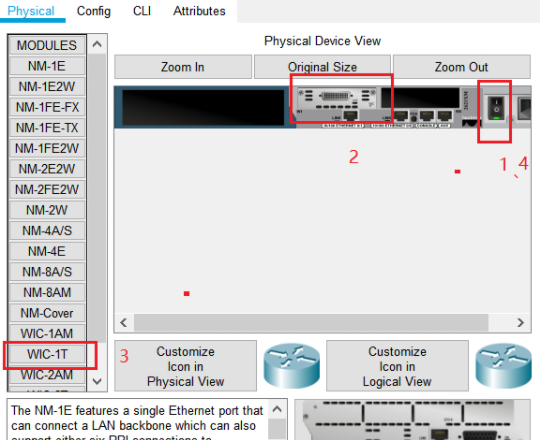 Physical Config CLI Attributes
MODULES
NM-1E
NM-1E2W
NM-1FE-FX
NM-1FE-TX
NM-1FE2W
NM-2E2W
NM-2FE2W
NM-2W
NM-4A/S
NM-4E
NM-8A/S
NM-8AM
NM-Cover
WIC-1AM
WIC-1T
WIC-2AM
Physical Device View
Zoom In Original Size Zoom Out
2
1、4
3
Customize
Icon in
Physical View
Customize
Icon in
Logical View
The NM-1E features a single Ethernet port that
can connect a LAN backbone which can also
support either six PRI connections to